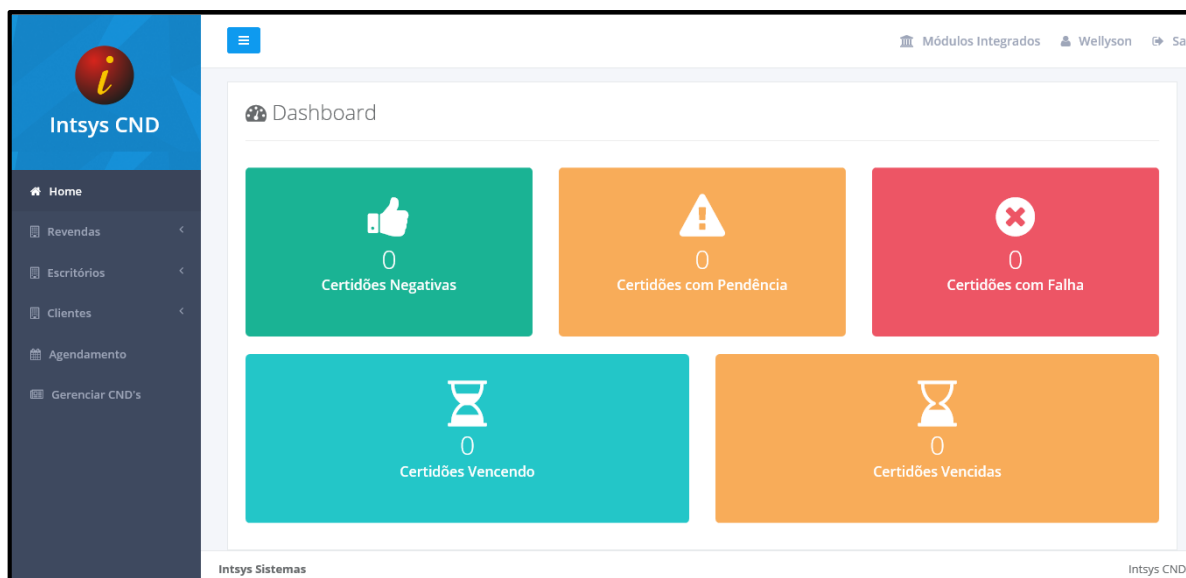 i
Intsys CND
Home
Revendas
Escritórios
Clientes
Agendamento
Gerenciar CND's
Módulos Integrados Wellyson Sa
Dashboard
0
Certidões Negativas
0
Certidões com Pendência
0
Certidões com Falha
0
Certidões Vencendo
0
Certidões Vencidas
Intsys Sistemas Intsys CND